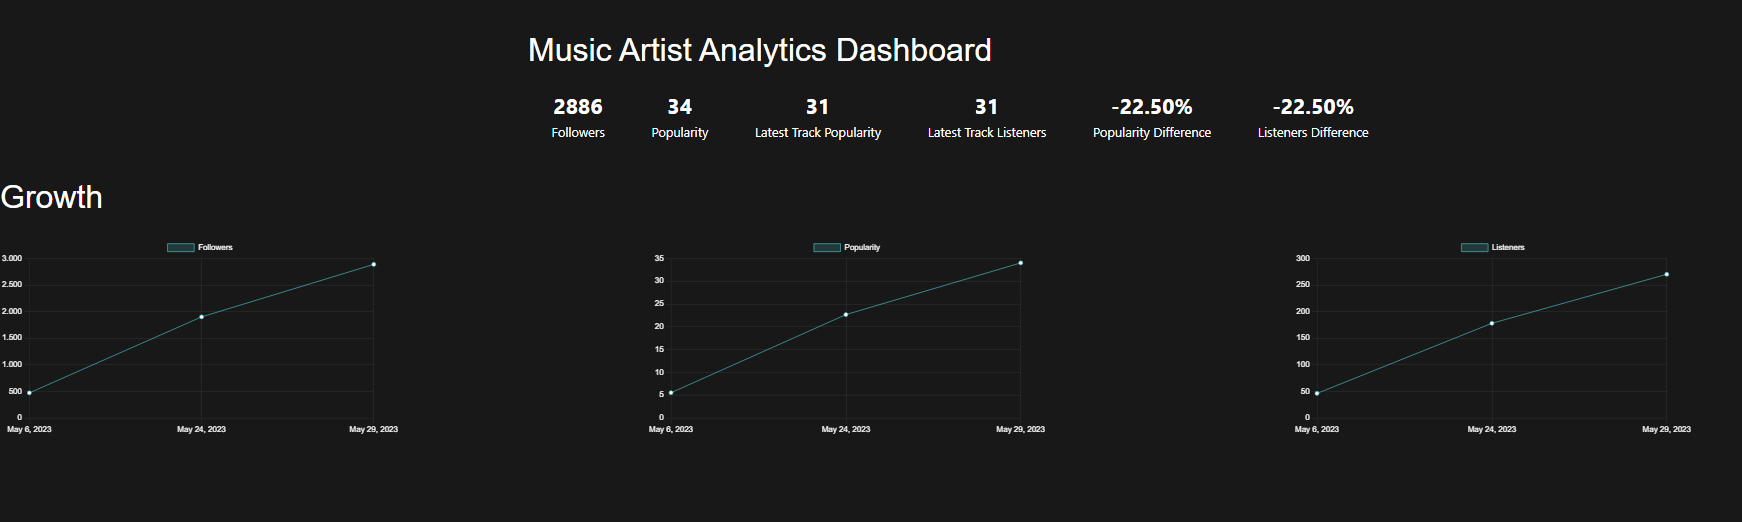 Music Artist Analytics Dashboard
2886 34 31 31 -22.50% -22.50%
Followers Popularity Latest Track Popularity Latest Track Listeners Popularity Difference Listeners Difference
Growth
Followers
3.000
2.500
2.000
1.500
1.000
500
0
May 6, 2023 May 24, 2023 May 29, 2023
Popularity
35
30
25
20
15
10
5
0
May 6, 2023 May 24, 2023 May 29, 2023
Listeners
300
250
200
150
100
50
0
May 6, 2023 May 24, 2023 May 29, 2023